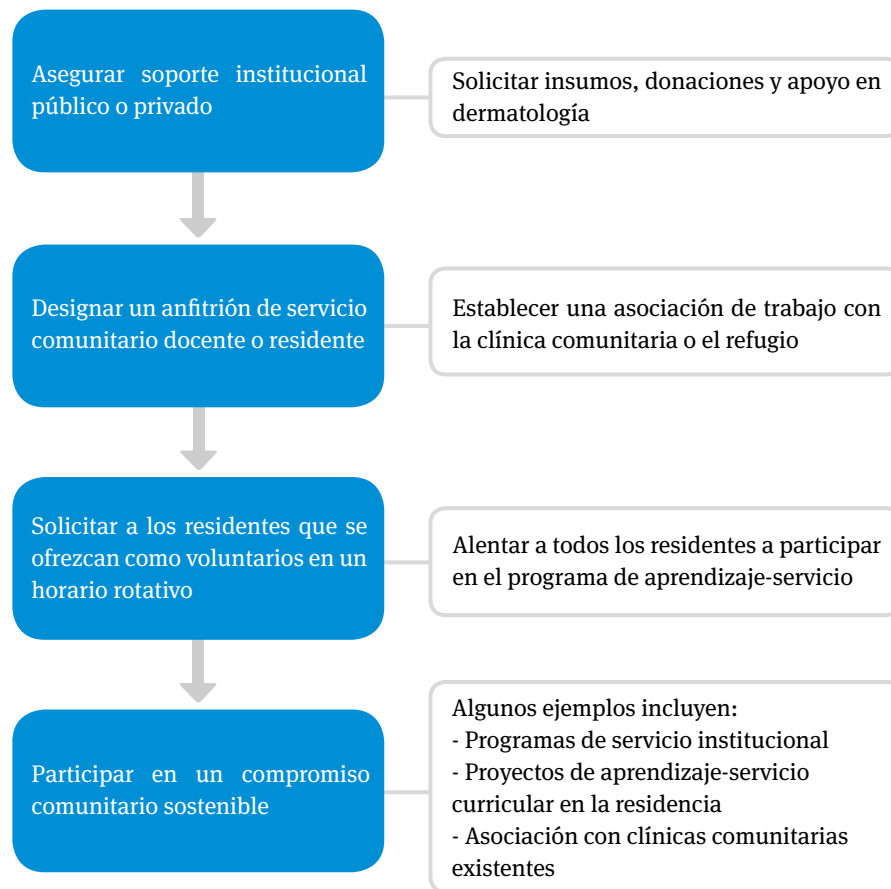 Asegurar soporte institucional
público o privado
Solicitar insumos, donaciones y apoyo en
dermatología
Designar un anfitrión de servicio
comunitario docente o residente
Establecer una asociación de trabajo con
la clínica comunitaria o el refugio
Solicitar a los residentes que se
ofrezcan como voluntarios en un
horario rotativo
Alentar a todos los residentes a participar
en el programa de aprendizaje-servicio
Participar en un compromiso
comunitario sostenible
Algunos ejemplos incluyen:
- Programas de servicio institucional
- Proyectos de aprendizaje-servicio
curricular en la residencia
- Asociación con clínicas comunitarias
existentes